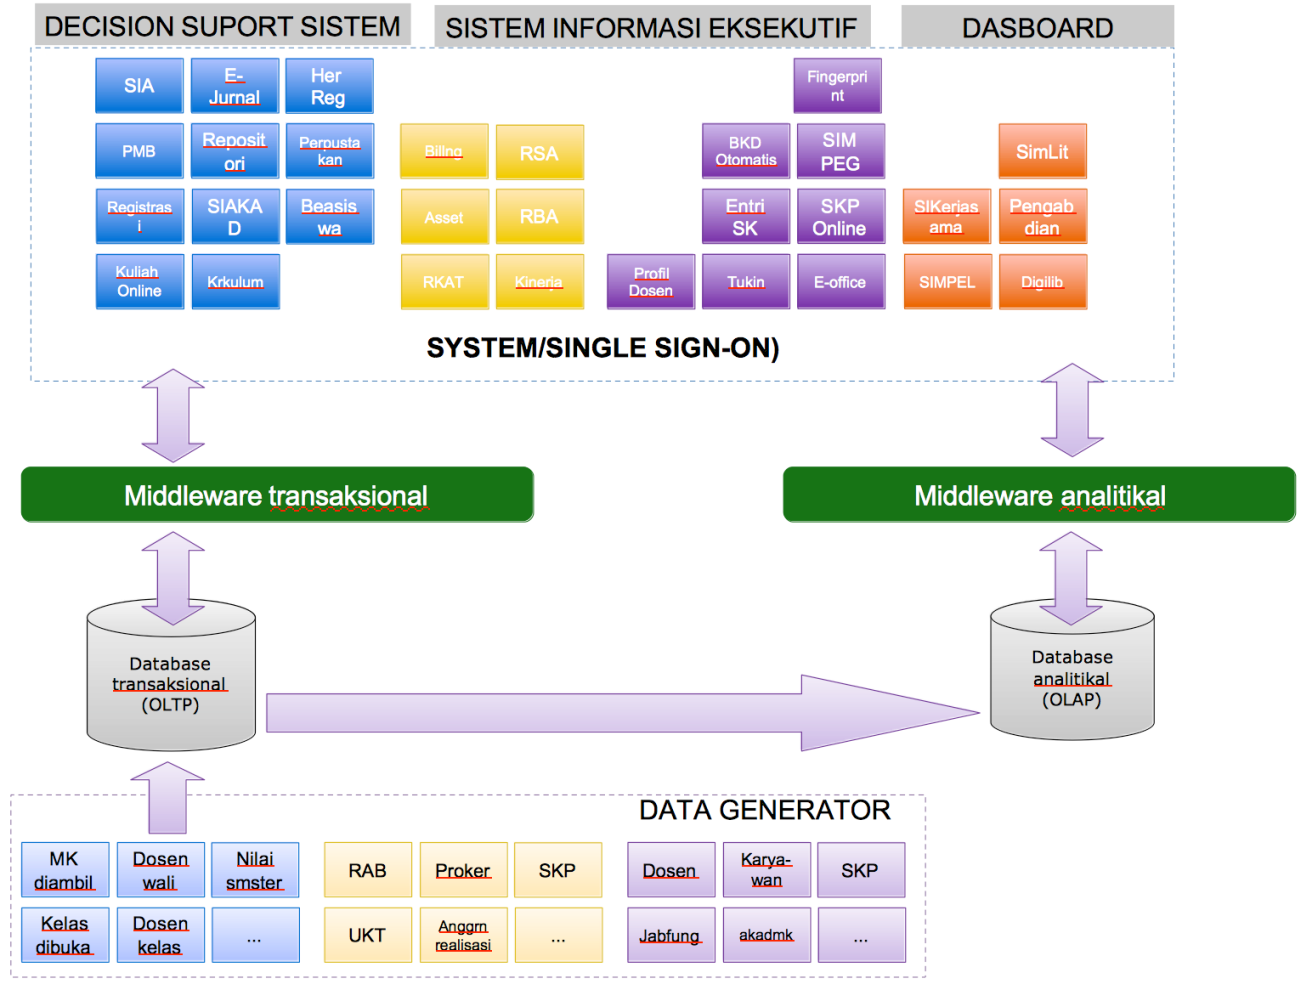 DECISION SUPORT SISTEM
SISTEM INFORMASI EKSEKUTIF
DASBOARD
SIA
E-
Jurnal
Her
Reg
PMB
Reposit
ori
Perpusta
kan
Registras
i
SIAKA
D
Beasis
wa
Kuliah
Online
Krkulum
Biling
RSA
Asset
RBA
RKAT
Kinerja
Fingerpri
nt
BKD
Otomatis
SIM
PEG
Entri
SK
SKP
Online
Profil
Dosen
Tukin
E-office
SimLit
SIKerjas
ama
Pengab
dian
SIMPEL
Digilib
SYSTEM/SINGLE SIGN-ON)
Middleware transaksional
Middleware analitikal
Database
transaksional
(OLTP)
Database
analitikal
(OLAP)
DATA GENERATOR
MK
diambil
Dosen
wali
Nilai
smster
Kelas
dibuka
Dosen
kelas
...
RAB
Proker
SKP
UKT
Anggrn
realisasi
...
Dosen
Karya-
wan
SKP
Jabfung
akadmk
...